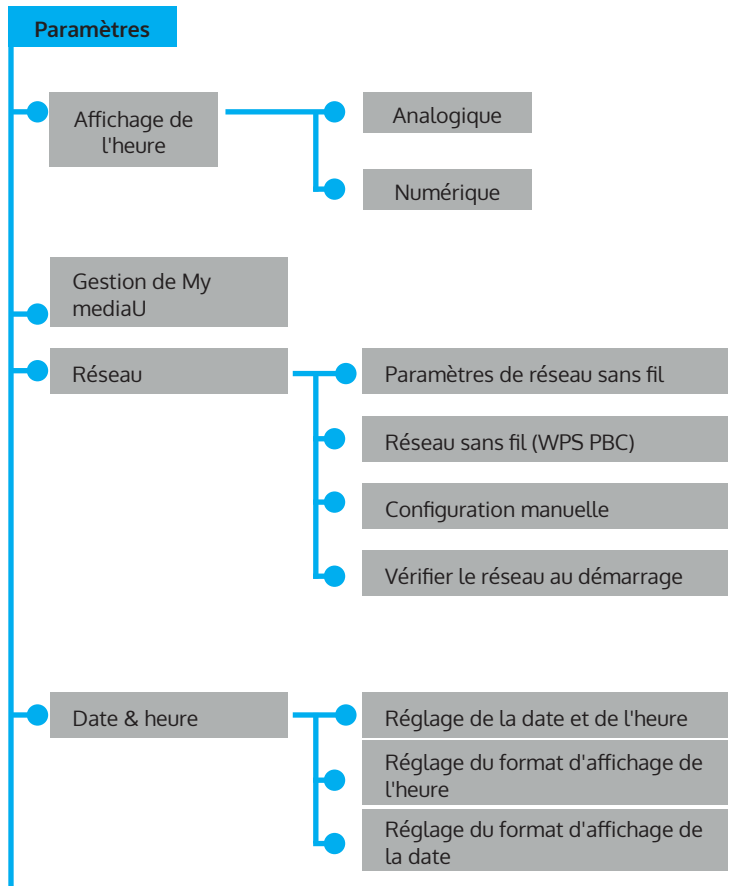 Paramètres
Affichage de
l'heure
Analogique
Numérique
Gestion de My
mediaU
Réseau
Paramètres de réseau sans fil
Réseau sans fil (WPS PBC)
Configuration manuelle
Vérifier le réseau au démarrage
Date & heure
Réglage de la date et de l'heure
Réglage du format d'affichage de
l'heure
Réglage du format d'affichage de
la date